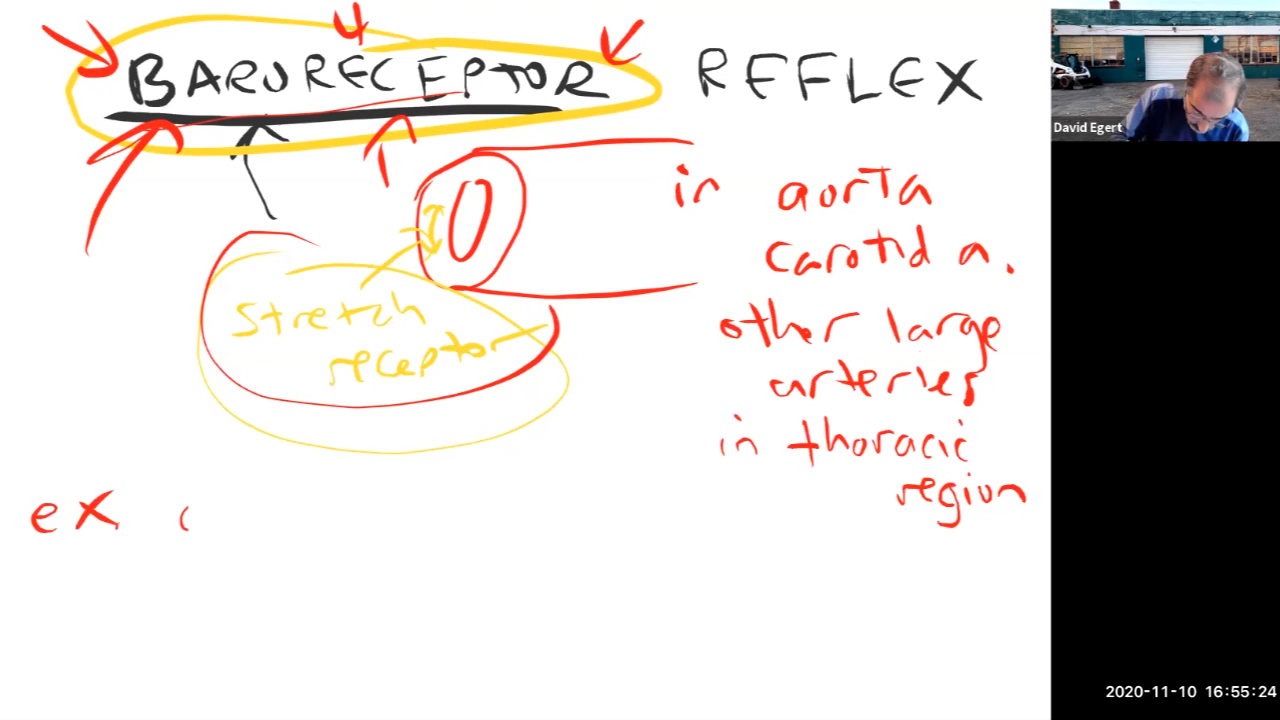 BARORECEPTOR REFLEX
David Egert
in aorta
carotid a.
other large
arteries
in thoracic
region
stretch
receptor
ex
2020-11-10 16:55:24